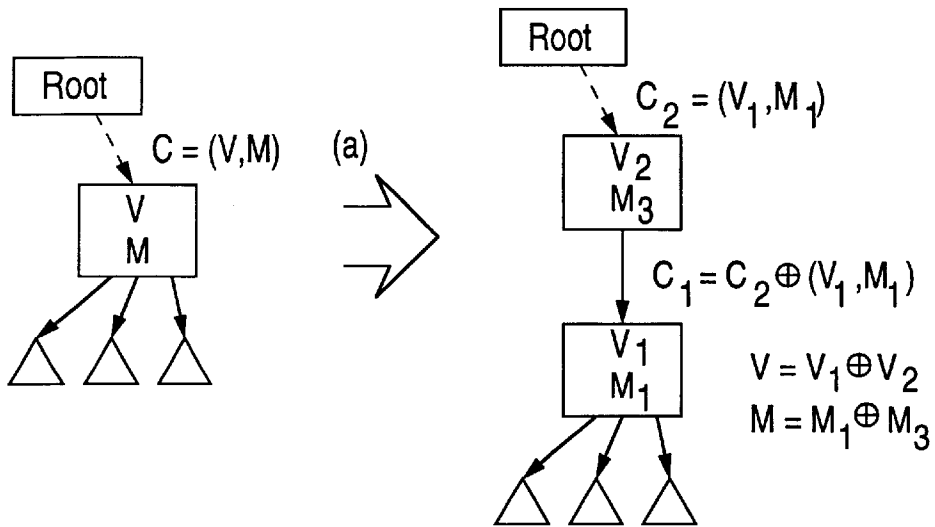 Root
C = (V,M)
V
M
(a)
Root
C₂ = (V₁,M₁)
V₂
M₃
C₁ = C₂ ⊕ (V₁,M₁)
V₁
M₁
V = V₁ ⊕ V₂
M = M₁ ⊕ M₃